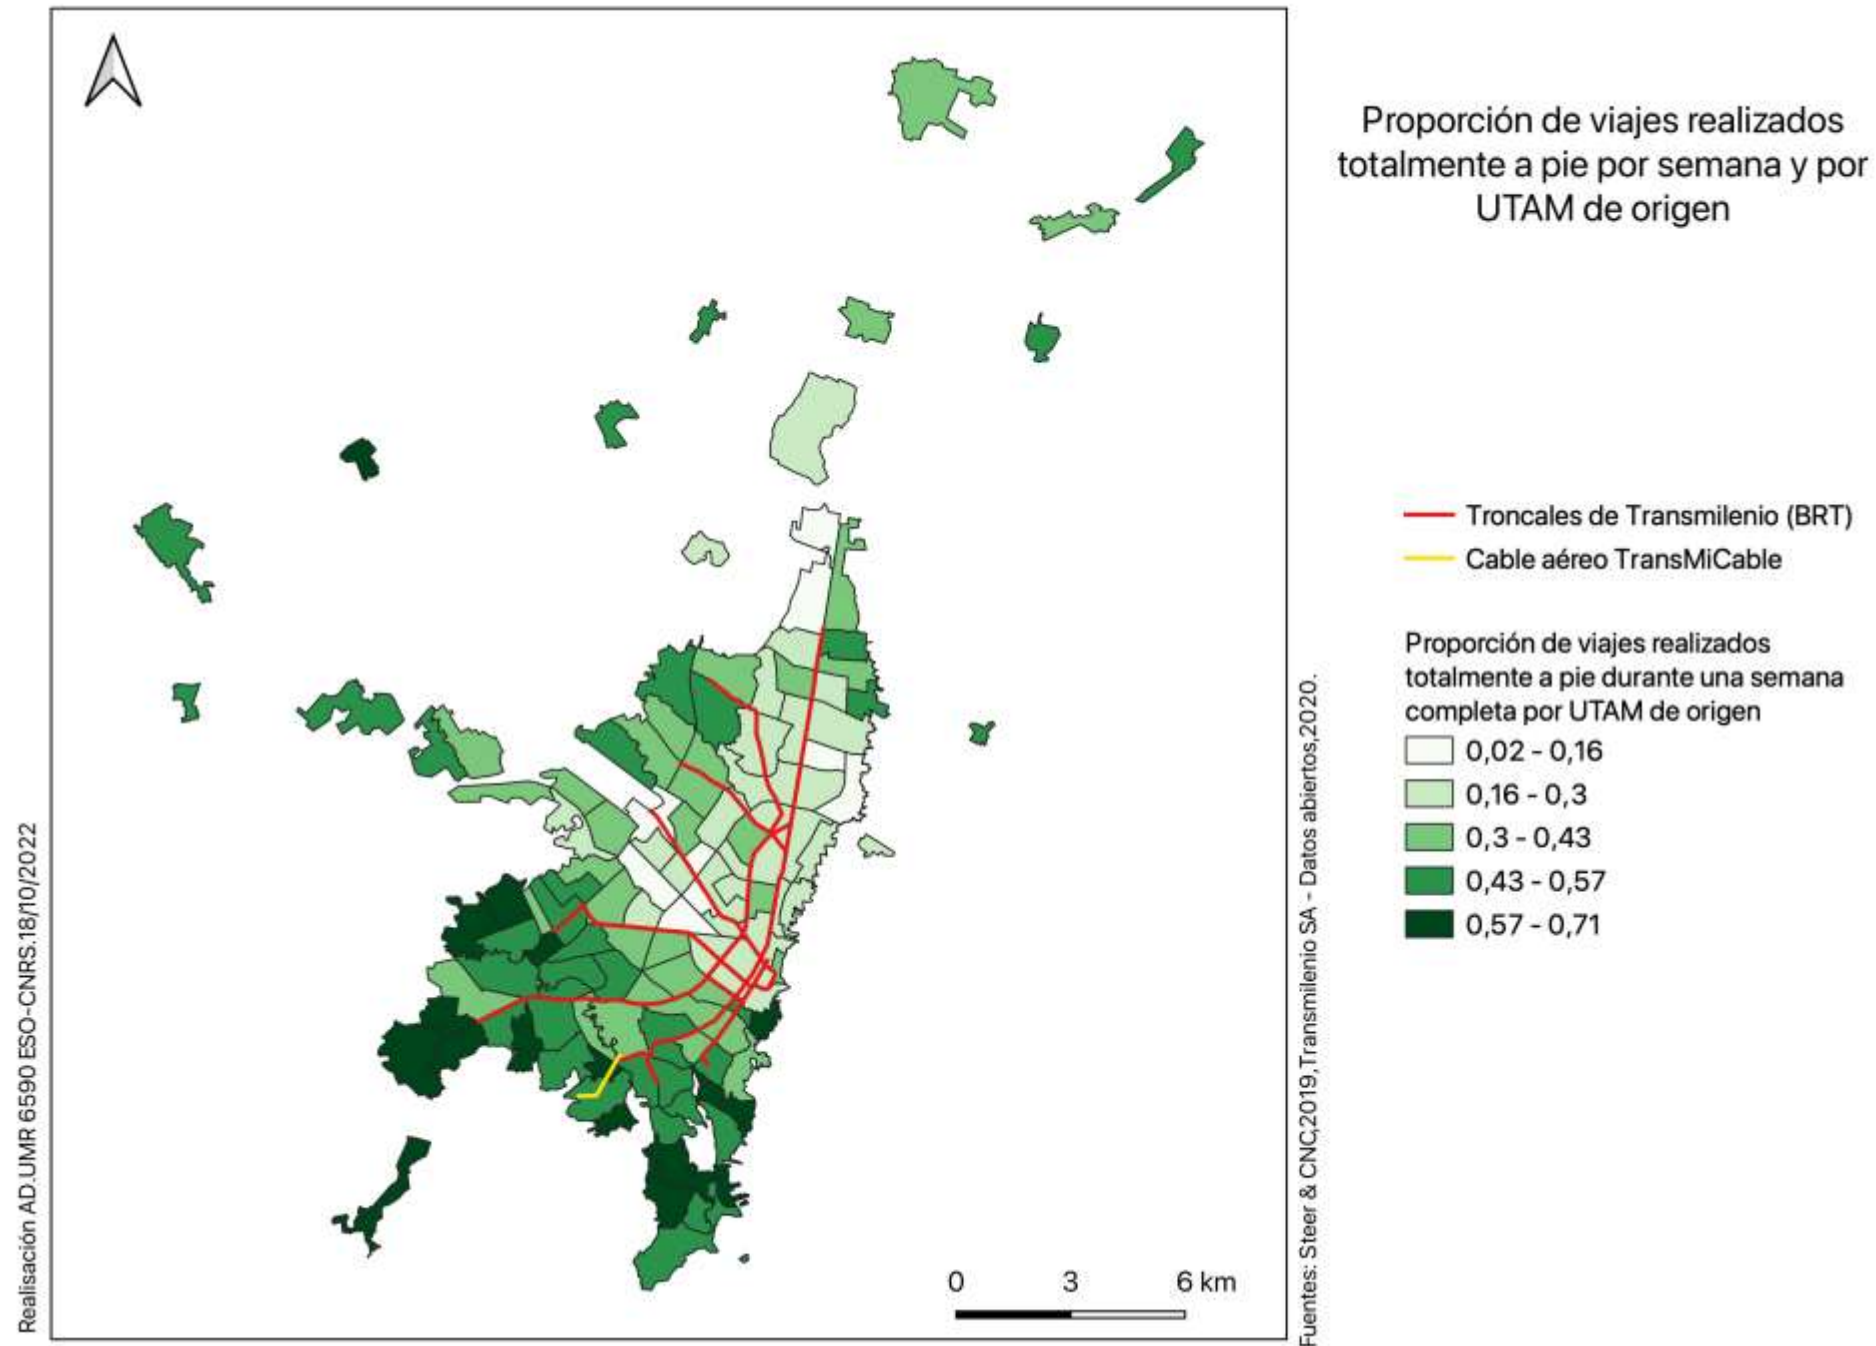 Proporción de viajes realizados
totalmente a pie por semana y por
UTAM de origen
Troncales de Transmilenio (BRT)
Cable aéreo TransMiCable
Proporción de viajes realizados
totalmente a pie durante una semana
completa por UTAM de origen
0,02 - 0,16
0,16 - 0,3
0,3 - 0,43
0,43 - 0,57
0,57 - 0,71
0 3 6 km
Realisación AD.UMR 6590 ESO-CNRS.18/10/2022
Fuentes: Steer & CNC,2019,Transmilenio SA - Datos abiertos,2020.